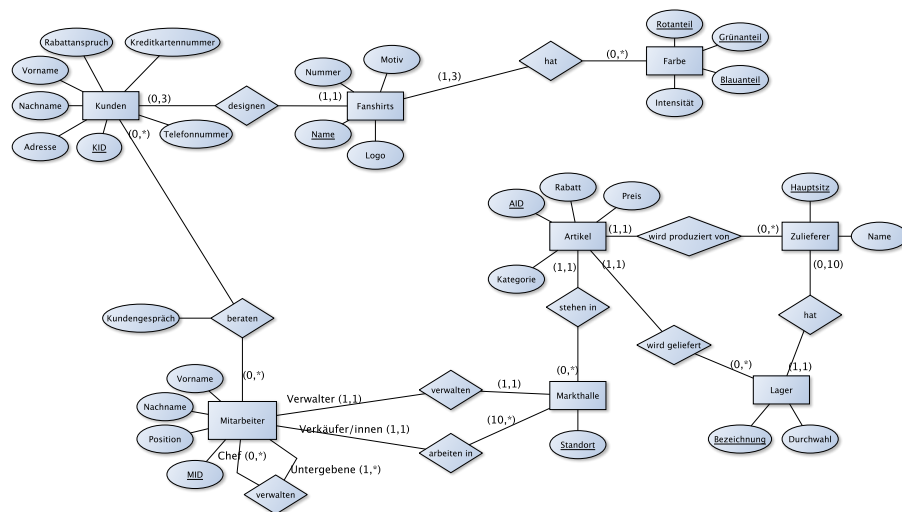 Rabattanspruch
Kreditkartennummer
Vorname
Nachname
Kunden
Adresse
KID
Telefonnummer
(0,3)
designen
(1,1)
(0,*)
Nummer
Motiv
Fanshirts
Name
Logo
(1,3)
hat
(0,*)
Rotanteil
Grünanteil
Farbe
Blauanteil
Intensität
AID
Rabatt
Preis
Artikel
Kategorie
(1,1)
wird produziert von
(0,*)
Hauptsitz
Zulieferer
Name
(1,1)
(1,1)
(0,10)
stehen in
hat
Kundengespräch
beraten
wird geliefert
(0,*)
(0,*)
(0,*)
(1,1)
Vorname
Nachname
Mitarbeiter
Position
MID
Verwalter (1,1)
verwalten
(1,1)
Markthalle
Standort
Lager
Bezeichnung
Durchwahl
Verkäufer/innen (1,1)
(10,*)
arbeiten in
Chef (0,*)
Untergebene (1,*)
verwalten